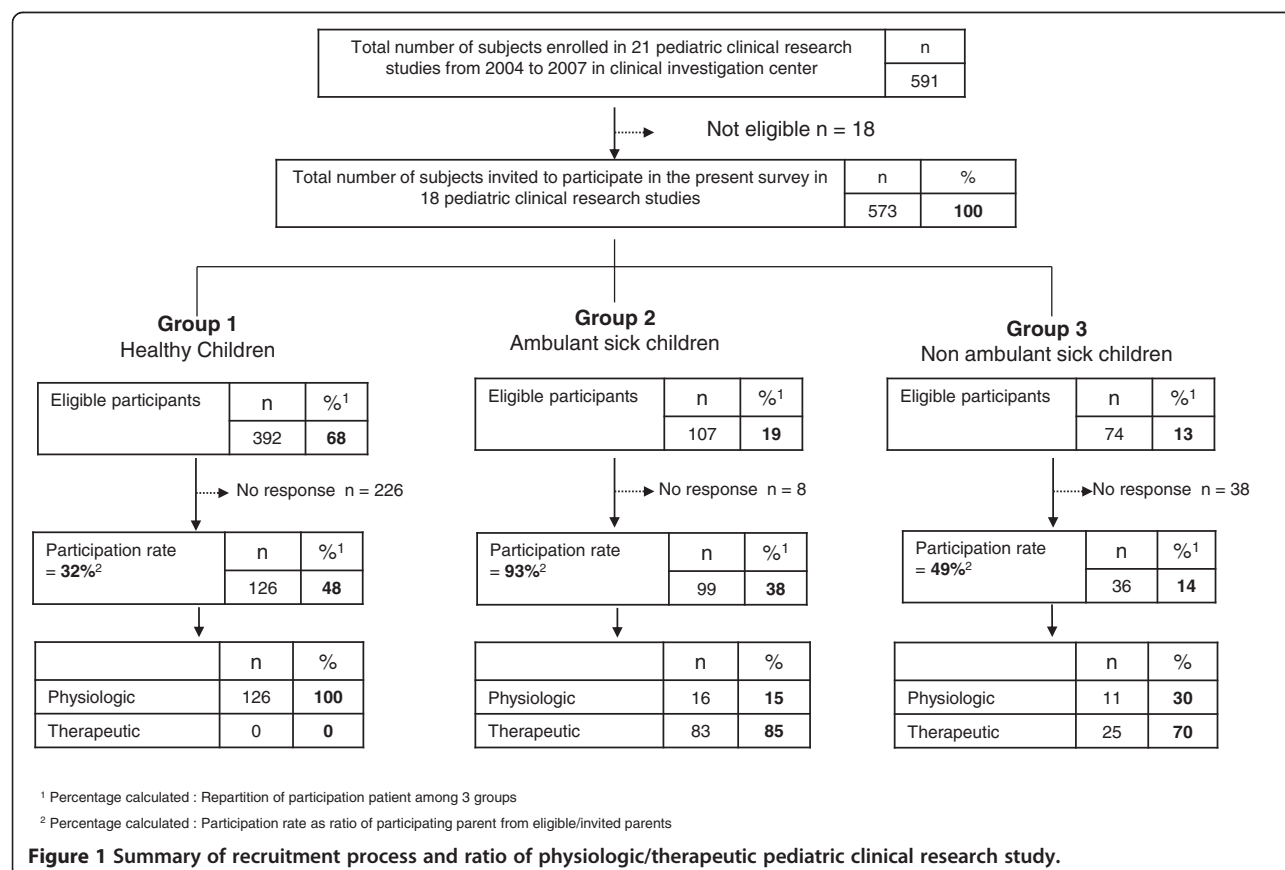 Total number of subjects enrolled in 21 pediatric clinical research
studies from 2004 to 2007 in clinical investigation center
n
591
Not eligible n = 18
Total number of subjects invited to participate in the present survey in
18 pediatric clinical research studies
n %
573 100
Group 1
Healthy Children
Eligible participants
n %1
392 68
No response n = 226
Participation rate
= 32%2
n %1
126 48
n %
Physiologic 126 100
Therapeutic 0 0
Group 2
Ambulant sick children
Eligible participants
n %1
107 19
No response n = 8
Participation rate
= 93%2
n %1
99 38
n %
Physiologic 16 15
Therapeutic 83 85
Group 3
Non ambulant sick children
Eligible participants
n %1
74 13
No response n = 38
Participation rate
= 49%2
n %1
36 14
n %
Physiologic 11 30
Therapeutic 25 70
1 Percentage calculated : Repartition of participation patient among 3 groups
2 Percentage calculated : Participation rate as ratio of participating parent from eligible/invited parents
Figure 1 Summary of recruitment process and ratio of physiologic/therapeutic pediatric clinical research study.